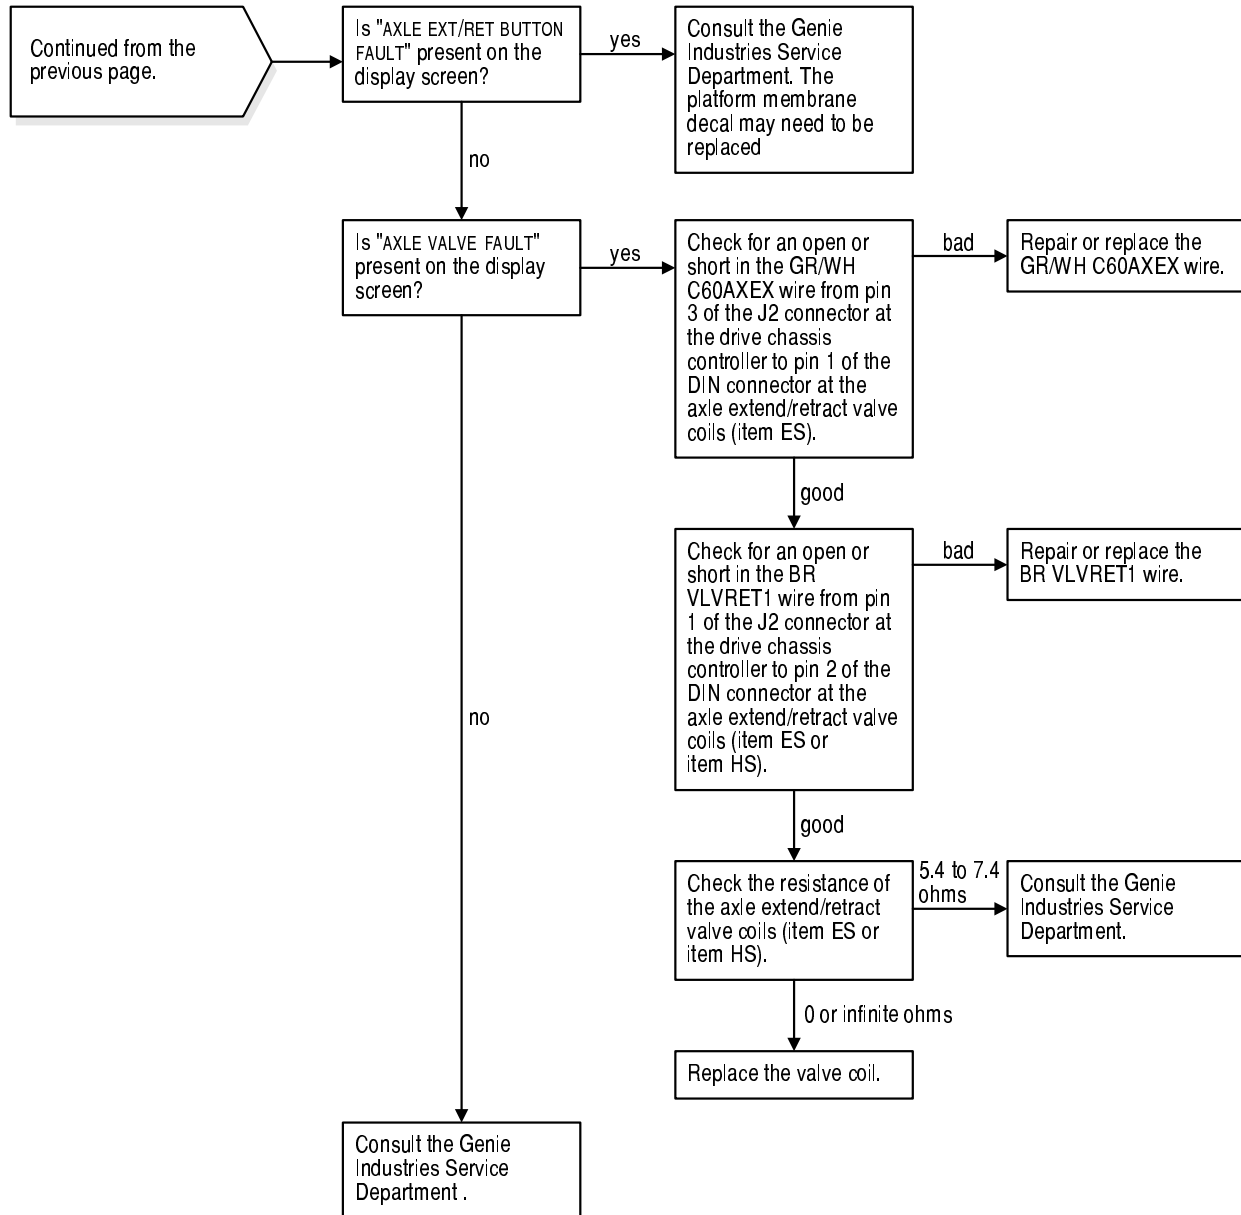 Continued from the
previous page.
Is "AXLE EXT/RET BUTTON
FAULT" present on the
display screen?
yes
Consult the Genie
Industries Service
Department. The
platform membrane
decal may need to be
replaced
no
Is "AXLE VALVE FAULT"
present on the display
screen?
yes
Check for an open or
short in the GR/WH
C60AXEX wire from pin
3 of the J2 connector at
the drive chassis
controller to pin 1 of the
DIN connector at the
axle extend/retract valve
coils (item ES).
bad
Repair or replace the
GR/WH C60AXEX wire.
good
Check for an open or
short in the BR
VLVRET1 wire from pin
1 of the J2 connector at
the drive chassis
controller to pin 2 of the
DIN connector at the
axle extend/retract valve
coils (item ES or
item HS).
bad
Repair or replace the
BR VLVRET1 wire.
no
good
Check the resistance of
the axle extend/retract
valve coils (item ES or
item HS).
5.4 to 7.4
ohms
Consult the Genie
Industries Service
Department.
0 or infinite ohms
Replace the valve coil.
Consult the Genie
Industries Service
Department .